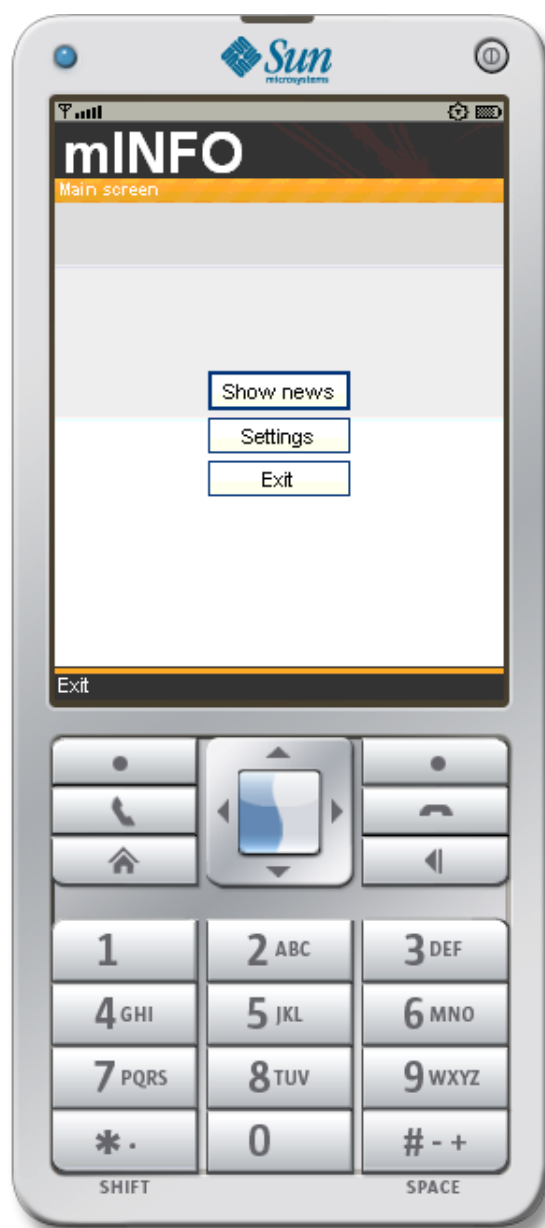 Sun
microsystems
mINFO
Main screen
Show news
Settings
Exit
Exit
1 2 ABC 3 DEF
4 GHI 5 JKL 6 MNO
7 PQRS 8 TUV 9 WXYZ
* . 0 # - +
SHIFT SPACE